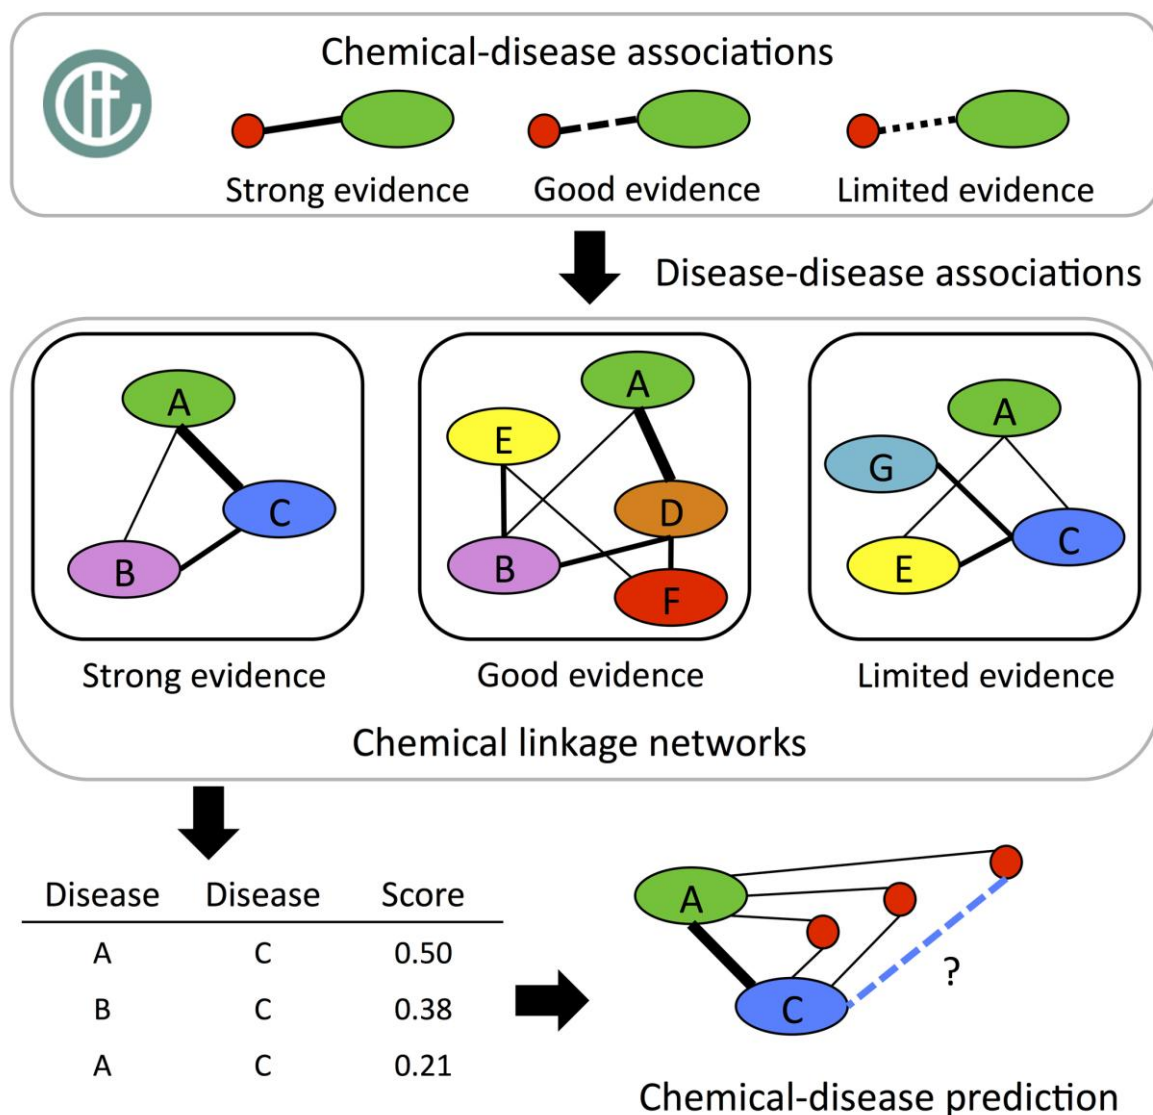 Chemical-disease associations
CHE
Strong evidence Good evidence Limited evidence
Disease-disease associations
A
C
B
Strong evidence
A
E
D
B
F
Good evidence
A
G
C
E
Limited evidence
Chemical linkage networks
Disease Disease Score
A C 0.50
B C 0.38
A C 0.21
A
C
?
Chemical-disease prediction